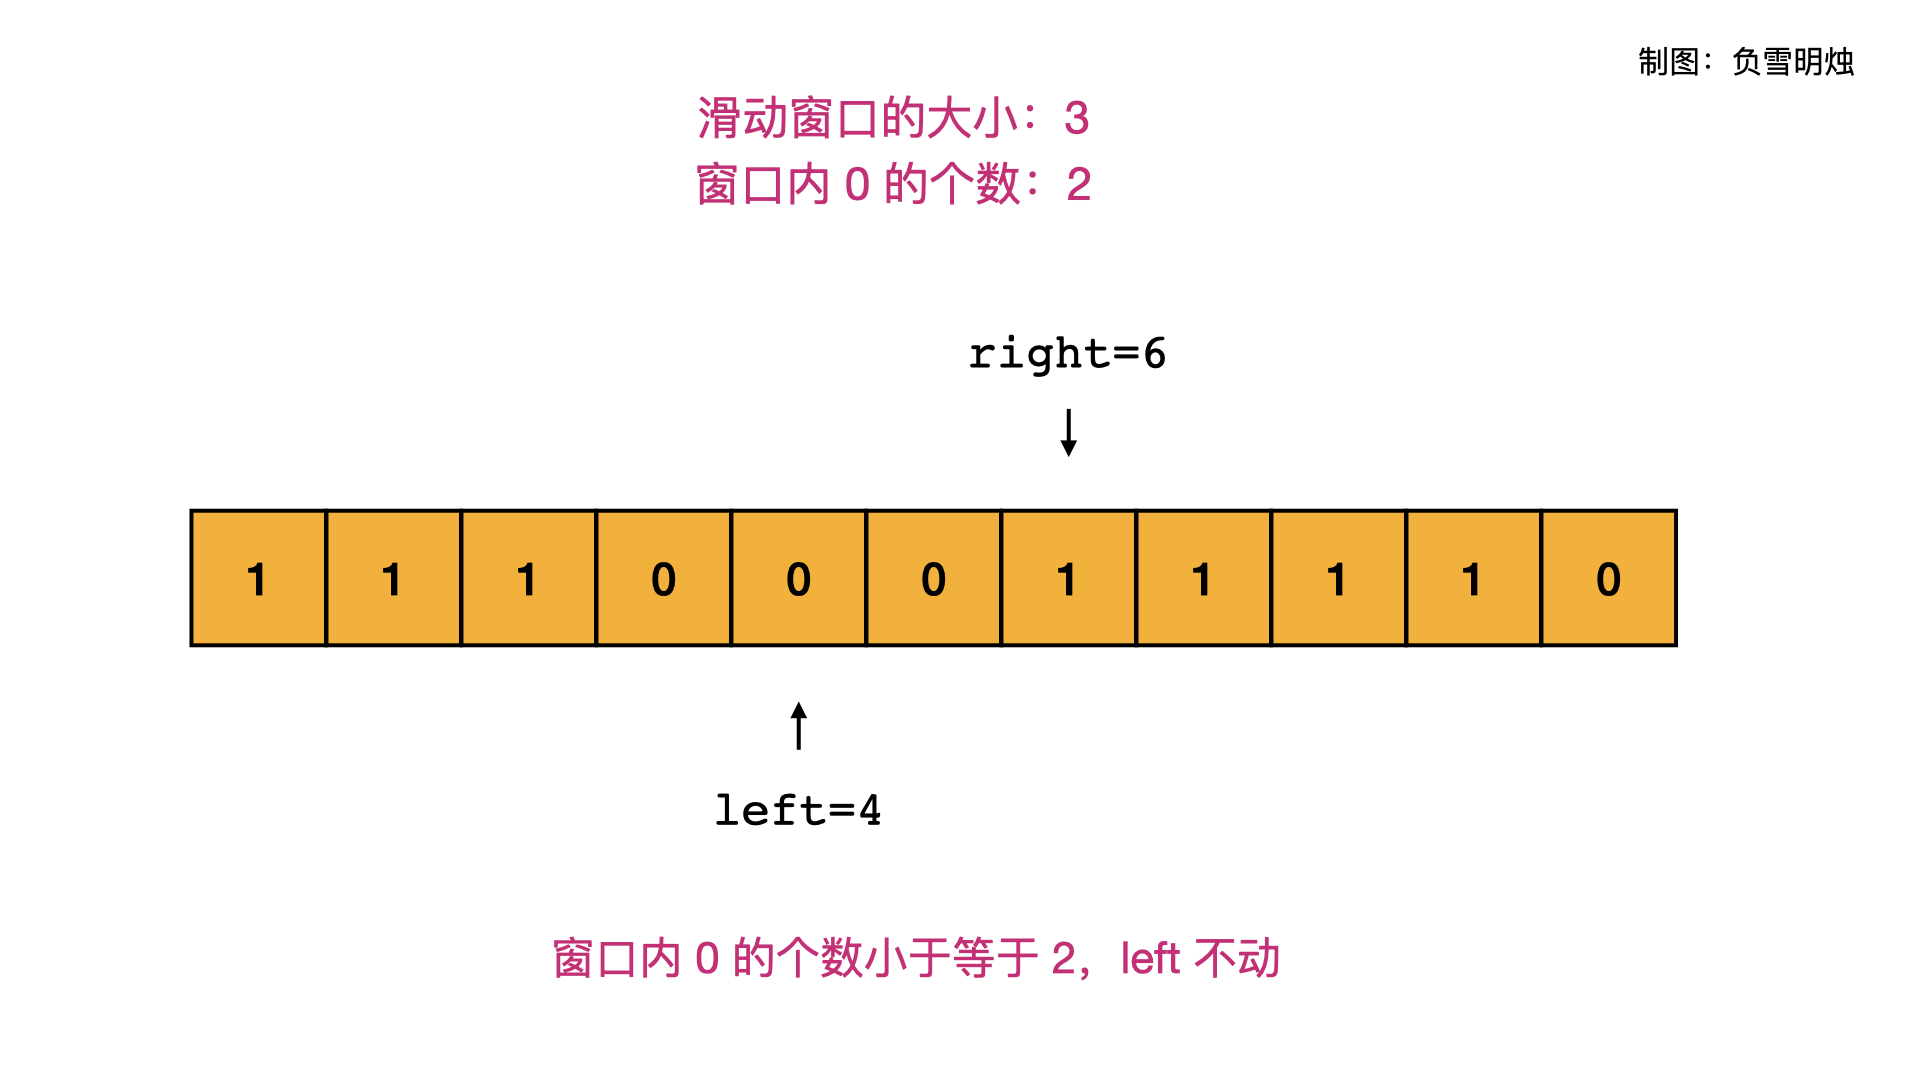 制图：负雪明烛
滑动窗口的大小：3
窗口内 0 的个数：2
right=6
1 1 1 0 0 0 1 1 1 1 0
left=4
窗口内 0 的个数小于等于 2，left 不动